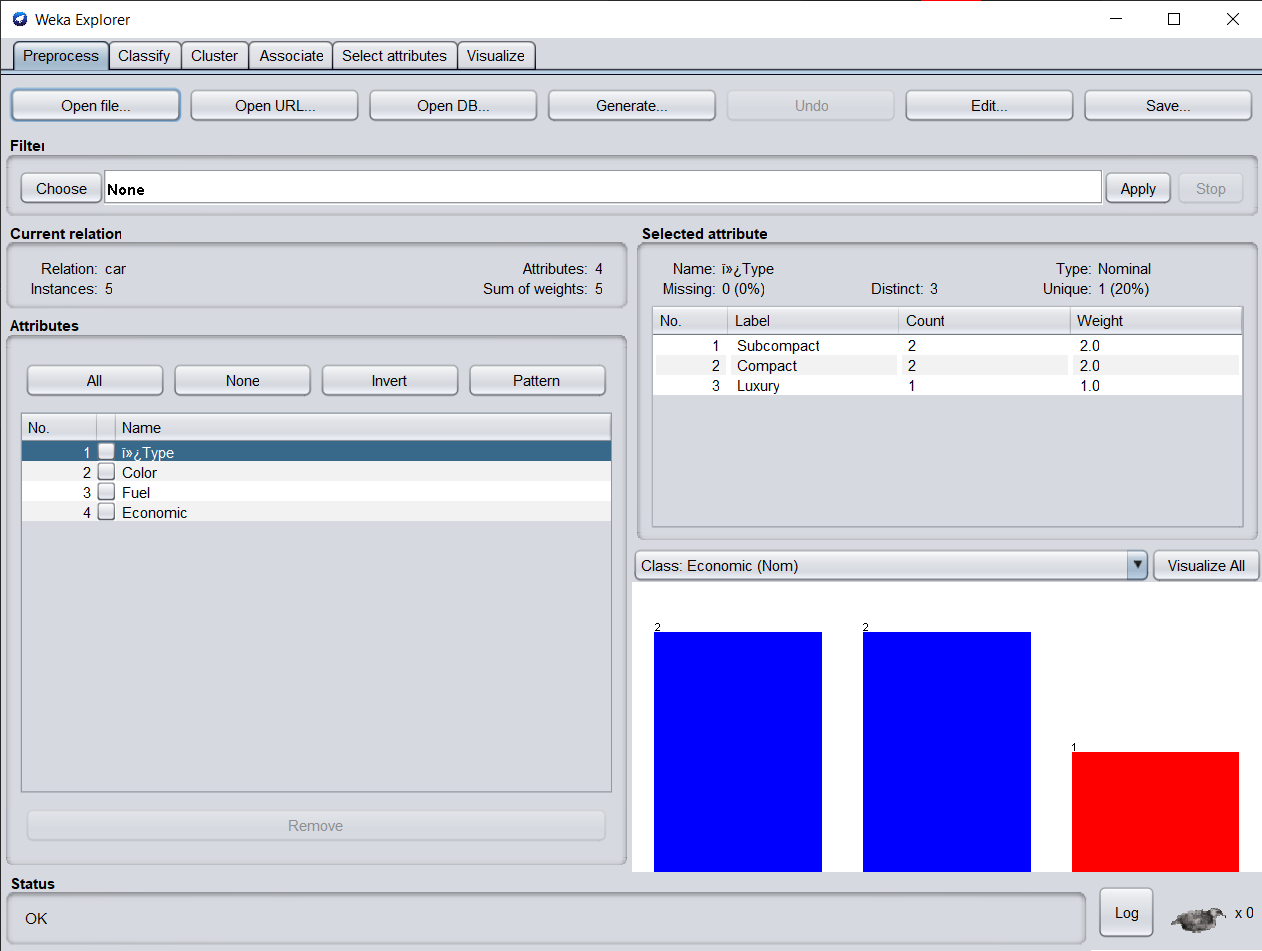 Weka Explorer
Preprocess Classify Cluster Associate Select attributes Visualize
Open file... Open URL... Open DB... Generate... Undo Edit... Save...
Filter
Choose None Apply Stop
Current relation
Relation: car Attributes: 4
Instances: 5 Sum of weights: 5
Attributes
All None Invert Pattern
No. Name
1 ï»¿Type
2 Color
3 Fuel
4 Economic
Remove
Selected attribute
Name: ï»¿Type Type: Nominal
Missing: 0 (0%) Distinct: 3 Unique: 1 (20%)
No. Label Count Weight
1 Subcompact 2 2.0
2 Compact 2 2.0
3 Luxury 1 1.0
Class: Economic (Nom) Visualize All
2 2
1
Status
OK Log x 0